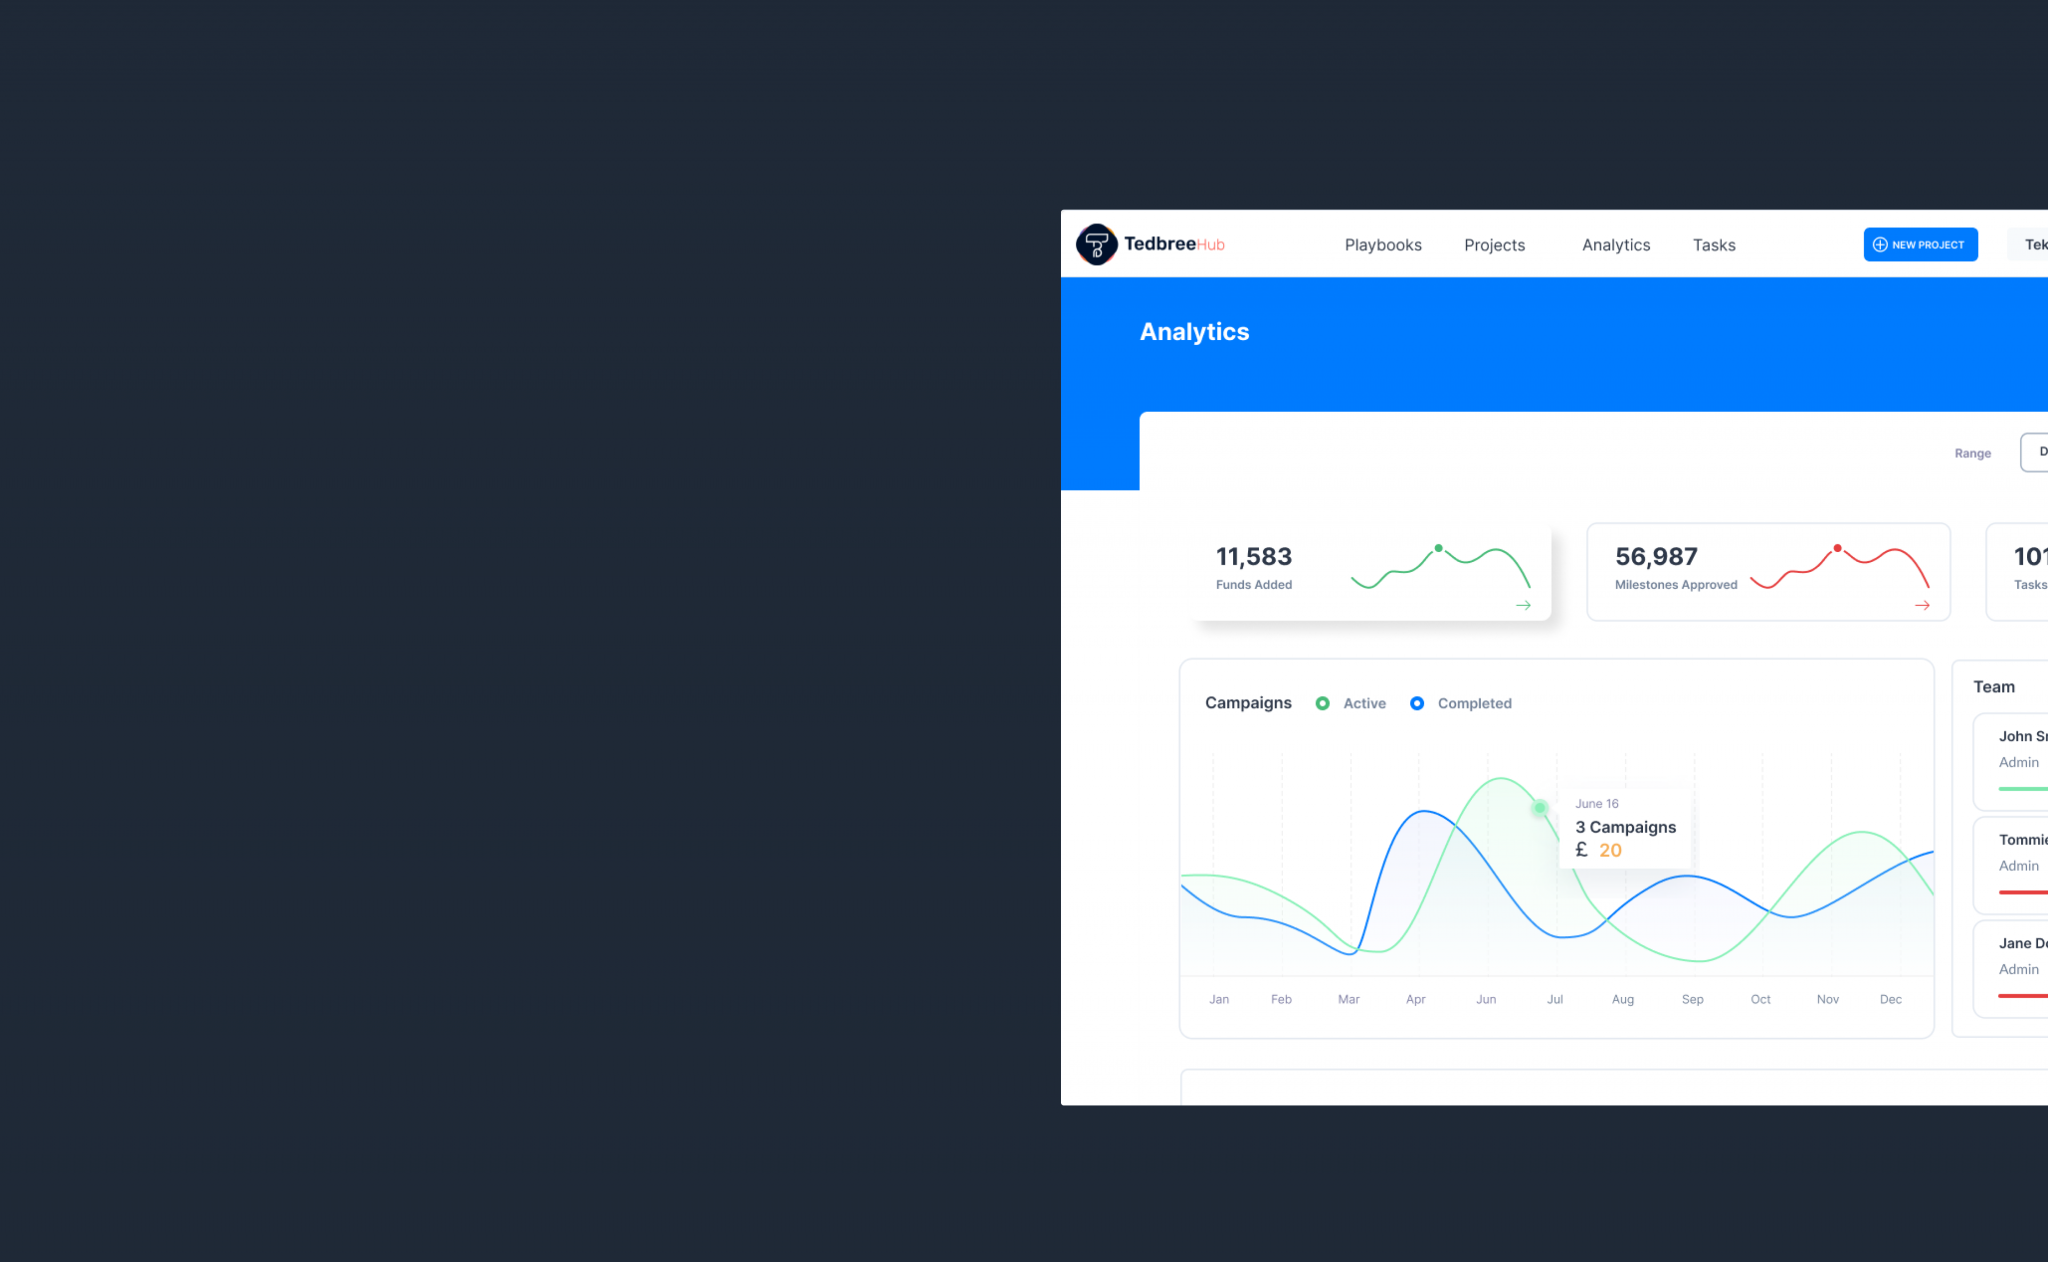 TedbreeHub
Playbooks Projects Analytics Tasks
NEW PROJECT
Analytics
Range
11,583
Funds Added
56,987
Milestones Approved
101
Tasks
Campaigns Active Completed
June 16
3 Campaigns
£ 20
Jan Feb Mar Apr Jun Jul Aug Sep Oct Nov Dec
Team
John
Admin
Tommie
Admin
Jane
Admin